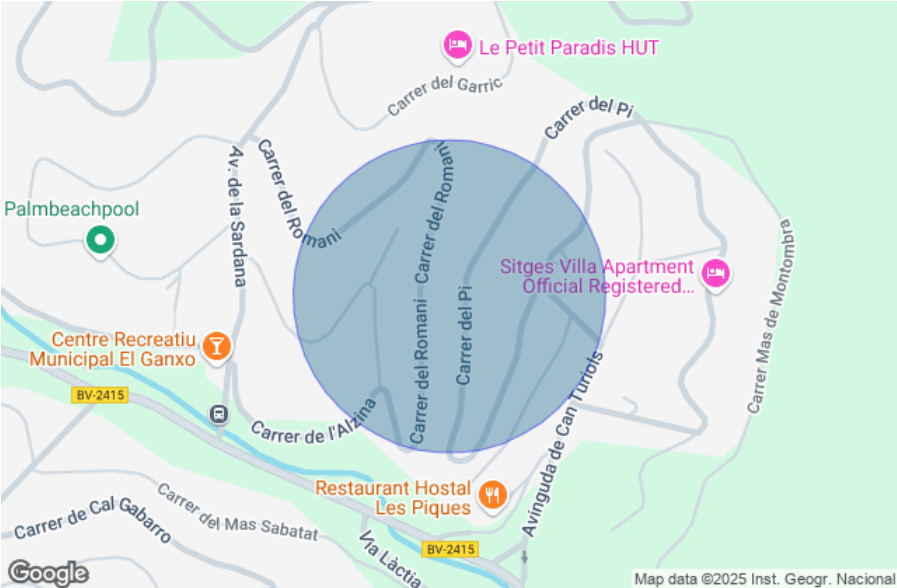 Le Petit Paradis HUT
Carrer del Garric
Carrer del Pi
Carrer del Romani
Carrer del Romani
Av. de la Sardana
Palmbeachpool
Carrer Mas de Montombra
Sitges Villa Apartment
Official Registered...
Carrer del Romani
Carrer del Pi
Centre Recreatiu
Municipal El Ganxo
BV-2415
Carrer de l'Alzina
Avinguda de Can Turiols
Restaurant Hostal
Les Piques
Carrer de Cal Gabarro
Carrer del Mas Sabatat
Via Làctia
BV-2415
Google
Map data ©2025 Inst. Geogr. Nacional